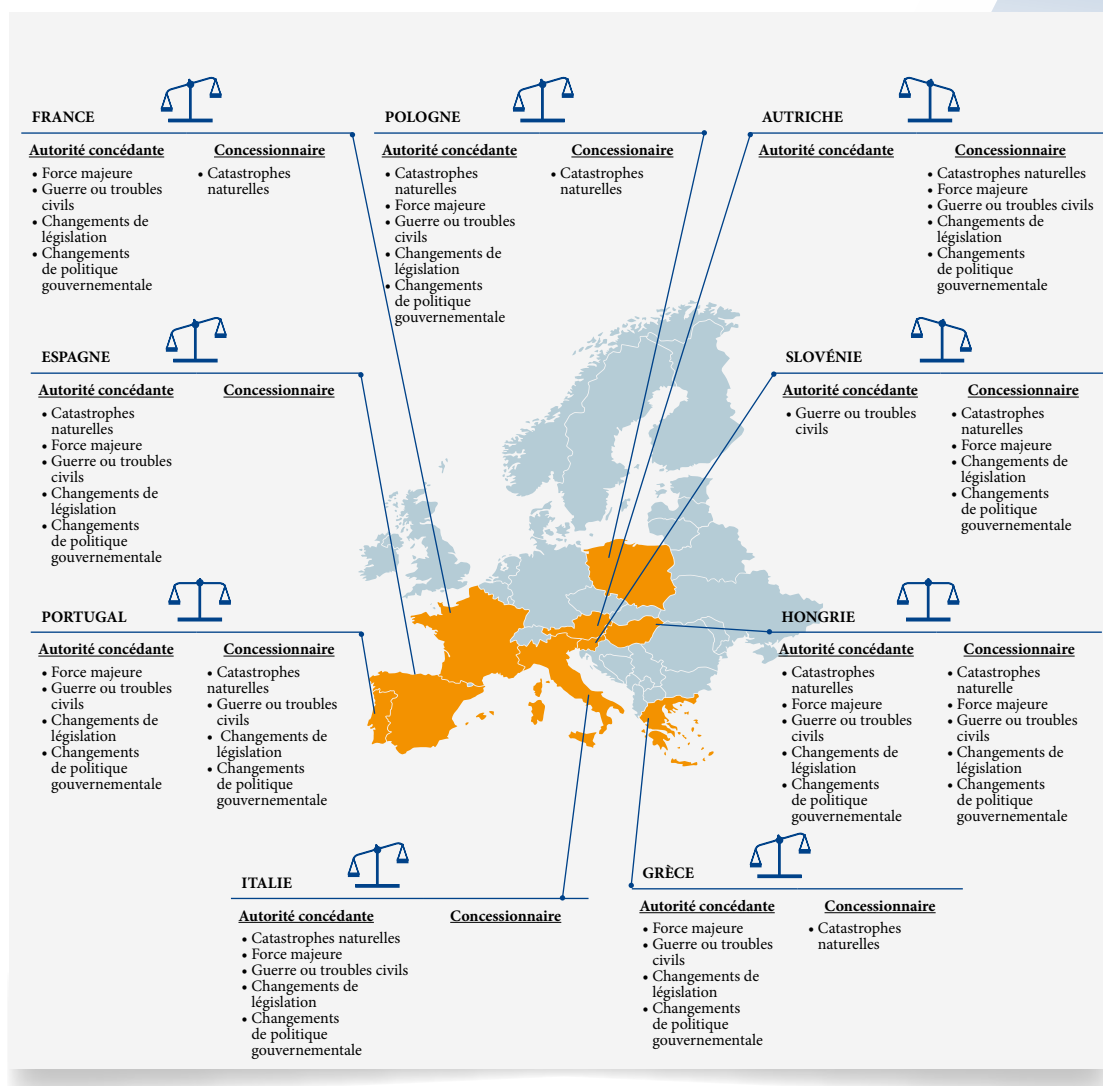 FRANCE
Autorité concédante
• Force majeure
• Guerre ou troubles
civils
• Changements de
législation
• Changements
de politique
gouvernementale
Concessionnaire
• Catastrophes
naturelles
POLOGNE
Autorité concédante
• Catastrophes
naturelles
• Force majeure
• Guerre ou troubles
civils
• Changements de
législation
• Changements
de politique
gouvernementale
Concessionaire
• Catastrophes
naturelles
AUTRICHE
Autorité concédante
Concessionnaire
• Catastrophes naturelles
• Force majeure
• Guerre ou troubles civils
• Changements de
législation
• Changements
de politique
gouvernementale
ESPAGNE
Autorité concédante
• Catastrophes
naturelles
• Force majeure
• Guerre ou troubles
civils
• Changements de
législation
• Changements
de politique
gouvernementale
Concessionnaire
SLOVÉNIE
Autorité concédante
• Guerre ou troubles
civils
Concessionnaire
• Catastrophes
naturelles
• Force majeure
• Changements de
législation
• Changements
de politique
gouvernementale
PORTUGAL
Autorité concédante
• Force majeure
• Guerre ou troubles
civils
• Changements de
législation
• Changements
de politique
gouvernementale
Concessionnaire
• Catastrophes
naturelles
• Guerre ou troubles
civils
• Changements de
législation
• Changements
de politique
gouvernementale
HONGRIE
Autorité concédante
• Catastrophes
naturelles
• Force majeure
• Guerre ou troubles
civils
• Changements de
législation
• Changements
de politique
gouvernementale
Concessionnaire
• Catastrophes
naturelle
• Force majeure
• Guerre ou troubles
civils
• Changements de
législation
• Changements
de politique
gouvernementale
ITALIE
Autorité concédante
• Catastrophes naturelles
• Force majeure
• Guerre ou troubles civils
• Changements de
législation
• Changements
de politique
gouvernementale
Concessionnaire
GRÈCE
Autorité concédante
• Force majeure
• Guerre ou troubles
civils
• Changements de
législation
• Changements
de politique
gouvernementale
Concessionnaire
• Catastrophes
naturelles